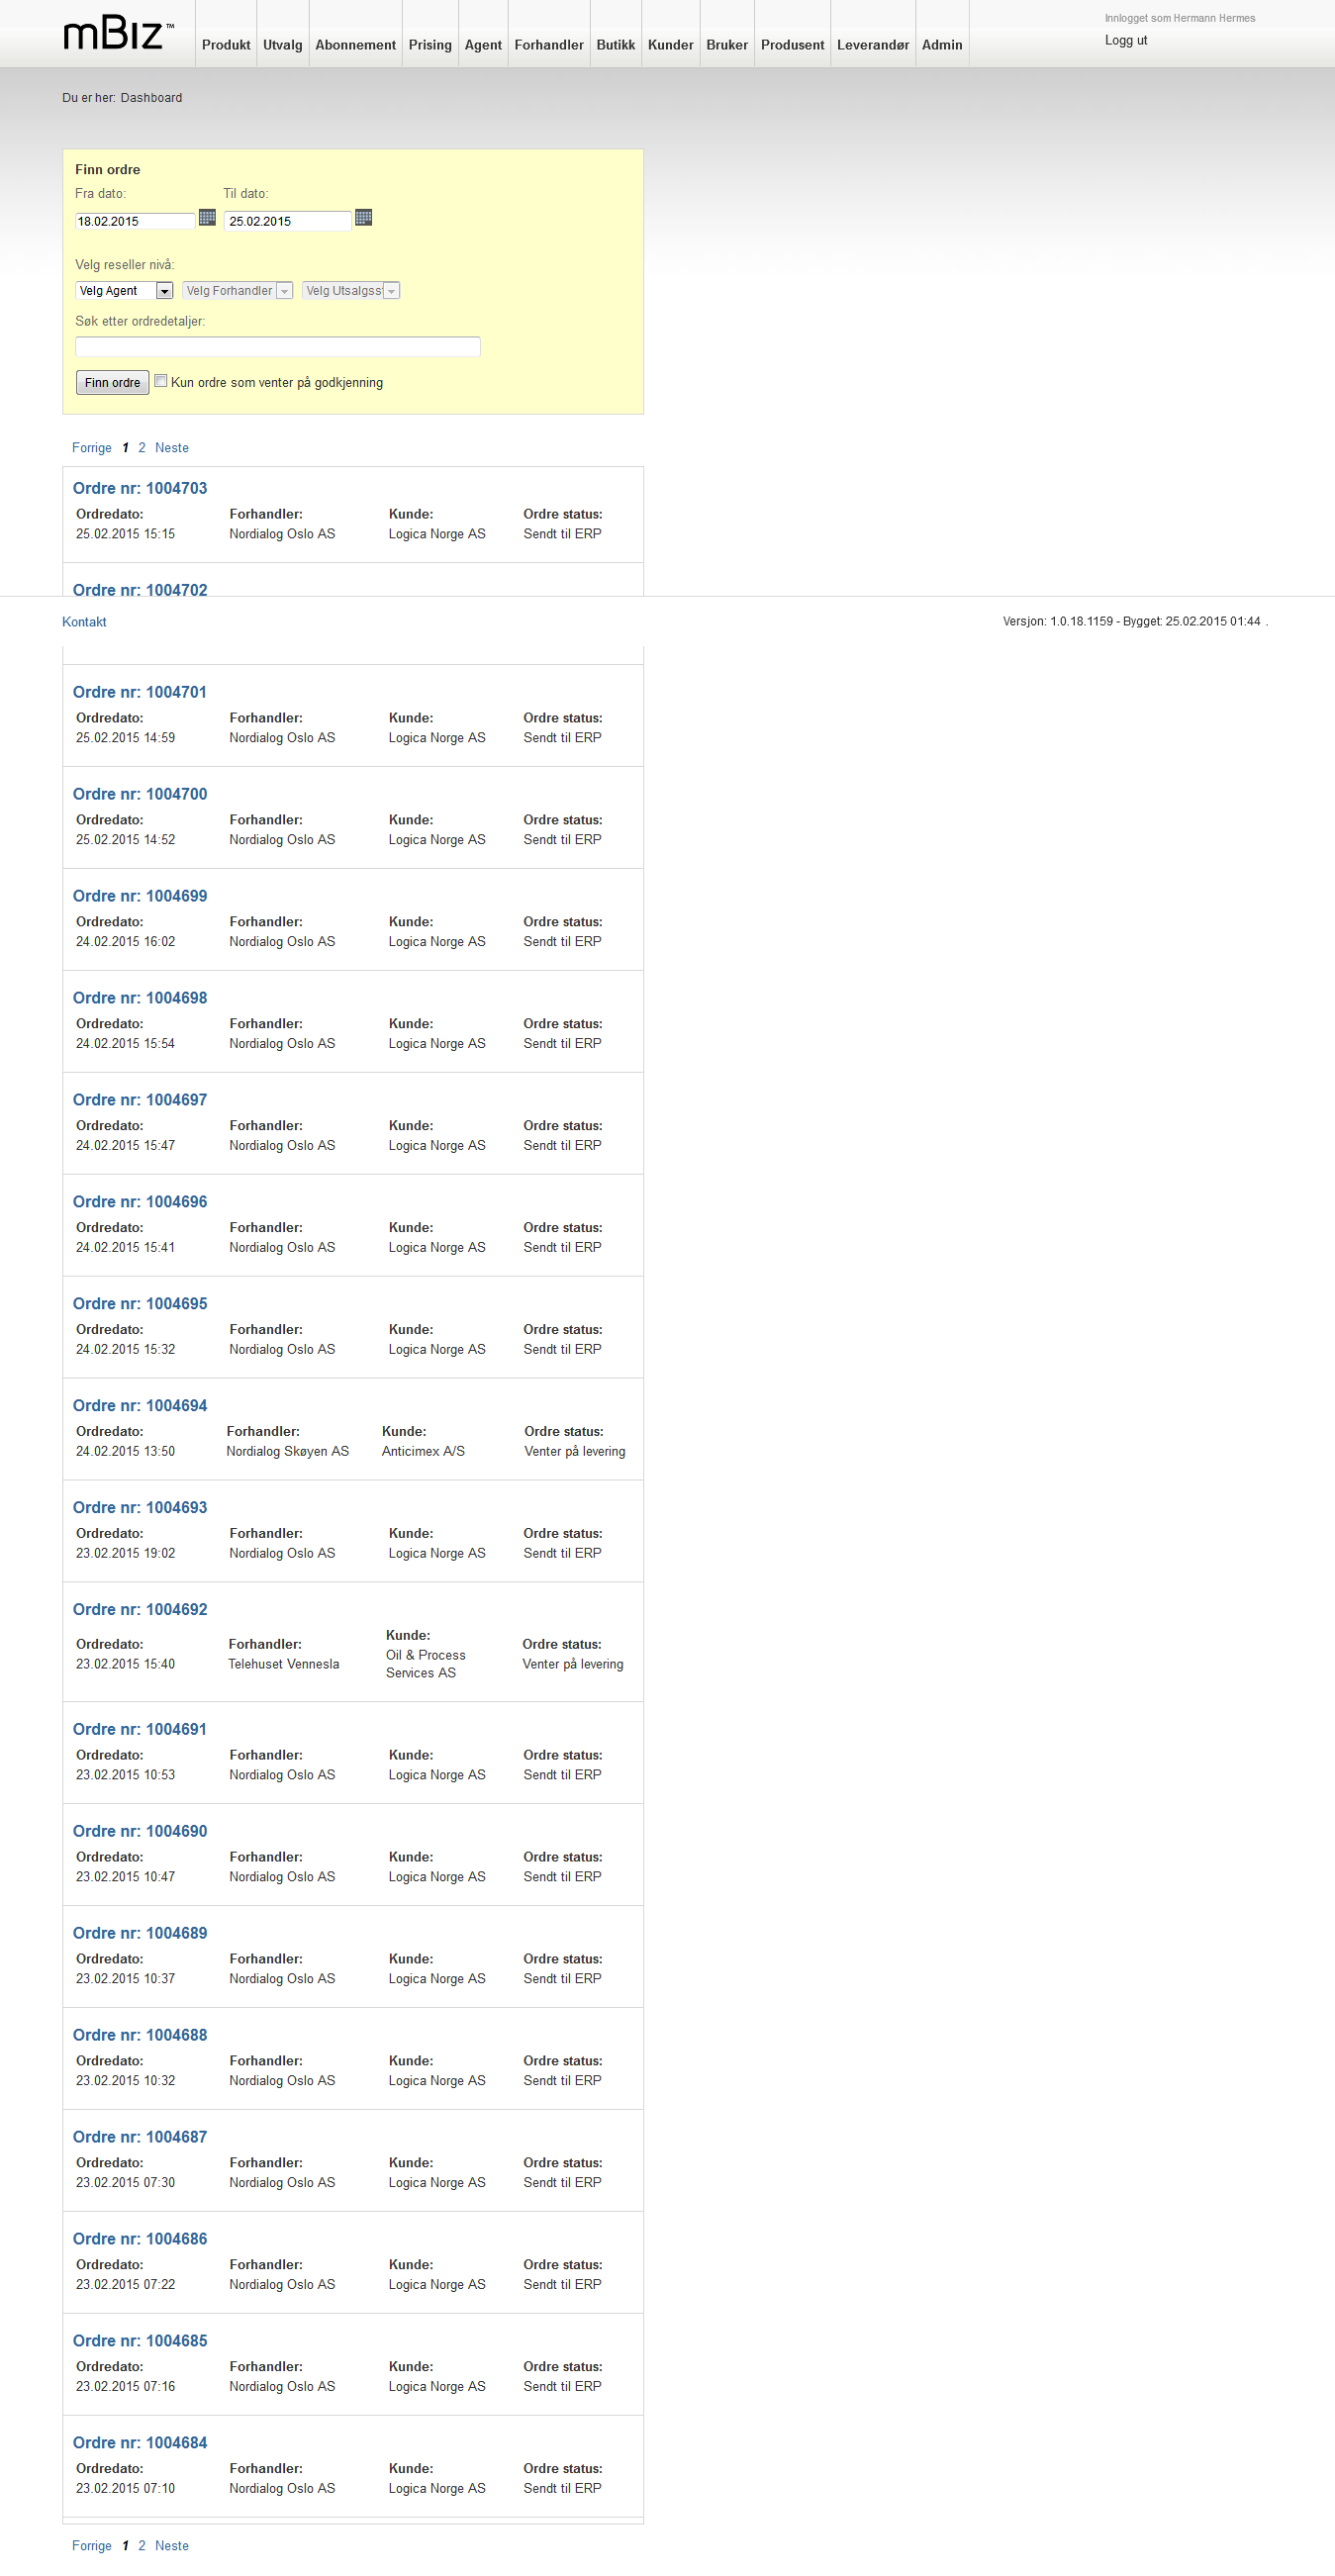 mBiz™
Produkt Utvalg Abonnement Prising Agent Forhandler Butikk Kunder Bruker Produsent Leverandør Admin
Innlogget som Hermann Hermes
Logg ut
Du er her: Dashboard
Finn ordre
Fra dato: Til dato:
18.02.2015 25.02.2015
Velg reseller nivå:
Velg Agent Velg Forhandler Velg Utsalgss
Søk etter ordredetaljer:
Finn ordre Kun ordre som venter på godkjenning
Forrige 1 2 Neste
Ordre nr: 1004703
Ordredato: Forhandler: Kunde: Ordre status:
25.02.2015 15:15 Nordialog Oslo AS Logica Norge AS Sendt til ERP
Ordre nr: 1004702
Kontakt Versjon: 1.0.18.1159 - Bygget: 25.02.2015 01:44 .
Ordre nr: 1004701
Ordredato: Forhandler: Kunde: Ordre status:
25.02.2015 14:59 Nordialog Oslo AS Logica Norge AS Sendt til ERP
Ordre nr: 1004700
Ordredato: Forhandler: Kunde: Ordre status:
25.02.2015 14:52 Nordialog Oslo AS Logica Norge AS Sendt til ERP
Ordre nr: 1004699
Ordredato: Forhandler: Kunde: Ordre status:
24.02.2015 16:02 Nordialog Oslo AS Logica Norge AS Sendt til ERP
Ordre nr: 1004698
Ordredato: Forhandler: Kunde: Ordre status:
24.02.2015 15:54 Nordialog Oslo AS Logica Norge AS Sendt til ERP
Ordre nr: 1004697
Ordredato: Forhandler: Kunde: Ordre status:
24.02.2015 15:47 Nordialog Oslo AS Logica Norge AS Sendt til ERP
Ordre nr: 1004696
Ordredato: Forhandler: Kunde: Ordre status:
24.02.2015 15:41 Nordialog Oslo AS Logica Norge AS Sendt til ERP
Ordre nr: 1004695
Ordredato: Forhandler: Kunde: Ordre status:
24.02.2015 15:32 Nordialog Oslo AS Logica Norge AS Sendt til ERP
Ordre nr: 1004694
Ordredato: Forhandler: Kunde: Ordre status:
24.02.2015 13:50 Nordialog Skøyen AS Anticimex A/S Venter på levering
Ordre nr: 1004693
Ordredato: Forhandler: Kunde: Ordre status:
23.02.2015 19:02 Nordialog Oslo AS Logica Norge AS Sendt til ERP
Ordre nr: 1004692
Ordredato: Forhandler: Kunde: Ordre status:
23.02.2015 15:40 Telehuset Vennesla Oil & Process Venter på levering
Services AS
Ordre nr: 1004691
Ordredato: Forhandler: Kunde: Ordre status:
23.02.2015 10:53 Nordialog Oslo AS Logica Norge AS Sendt til ERP
Ordre nr: 1004690
Ordredato: Forhandler: Kunde: Ordre status:
23.02.2015 10:47 Nordialog Oslo AS Logica Norge AS Sendt til ERP
Ordre nr: 1004689
Ordredato: Forhandler: Kunde: Ordre status:
23.02.2015 10:37 Nordialog Oslo AS Logica Norge AS Sendt til ERP
Ordre nr: 1004688
Ordredato: Forhandler: Kunde: Ordre status:
23.02.2015 10:32 Nordialog Oslo AS Logica Norge AS Sendt til ERP
Ordre nr: 1004687
Ordredato: Forhandler: Kunde: Ordre status:
23.02.2015 07:30 Nordialog Oslo AS Logica Norge AS Sendt til ERP
Ordre nr: 1004686
Ordredato: Forhandler: Kunde: Ordre status:
23.02.2015 07:22 Nordialog Oslo AS Logica Norge AS Sendt til ERP
Ordre nr: 1004685
Ordredato: Forhandler: Kunde: Ordre status:
23.02.2015 07:16 Nordialog Oslo AS Logica Norge AS Sendt til ERP
Ordre nr: 1004684
Ordredato: Forhandler: Kunde: Ordre status:
23.02.2015 07:10 Nordialog Oslo AS Logica Norge AS Sendt til ERP
Forrige 1 2 Neste